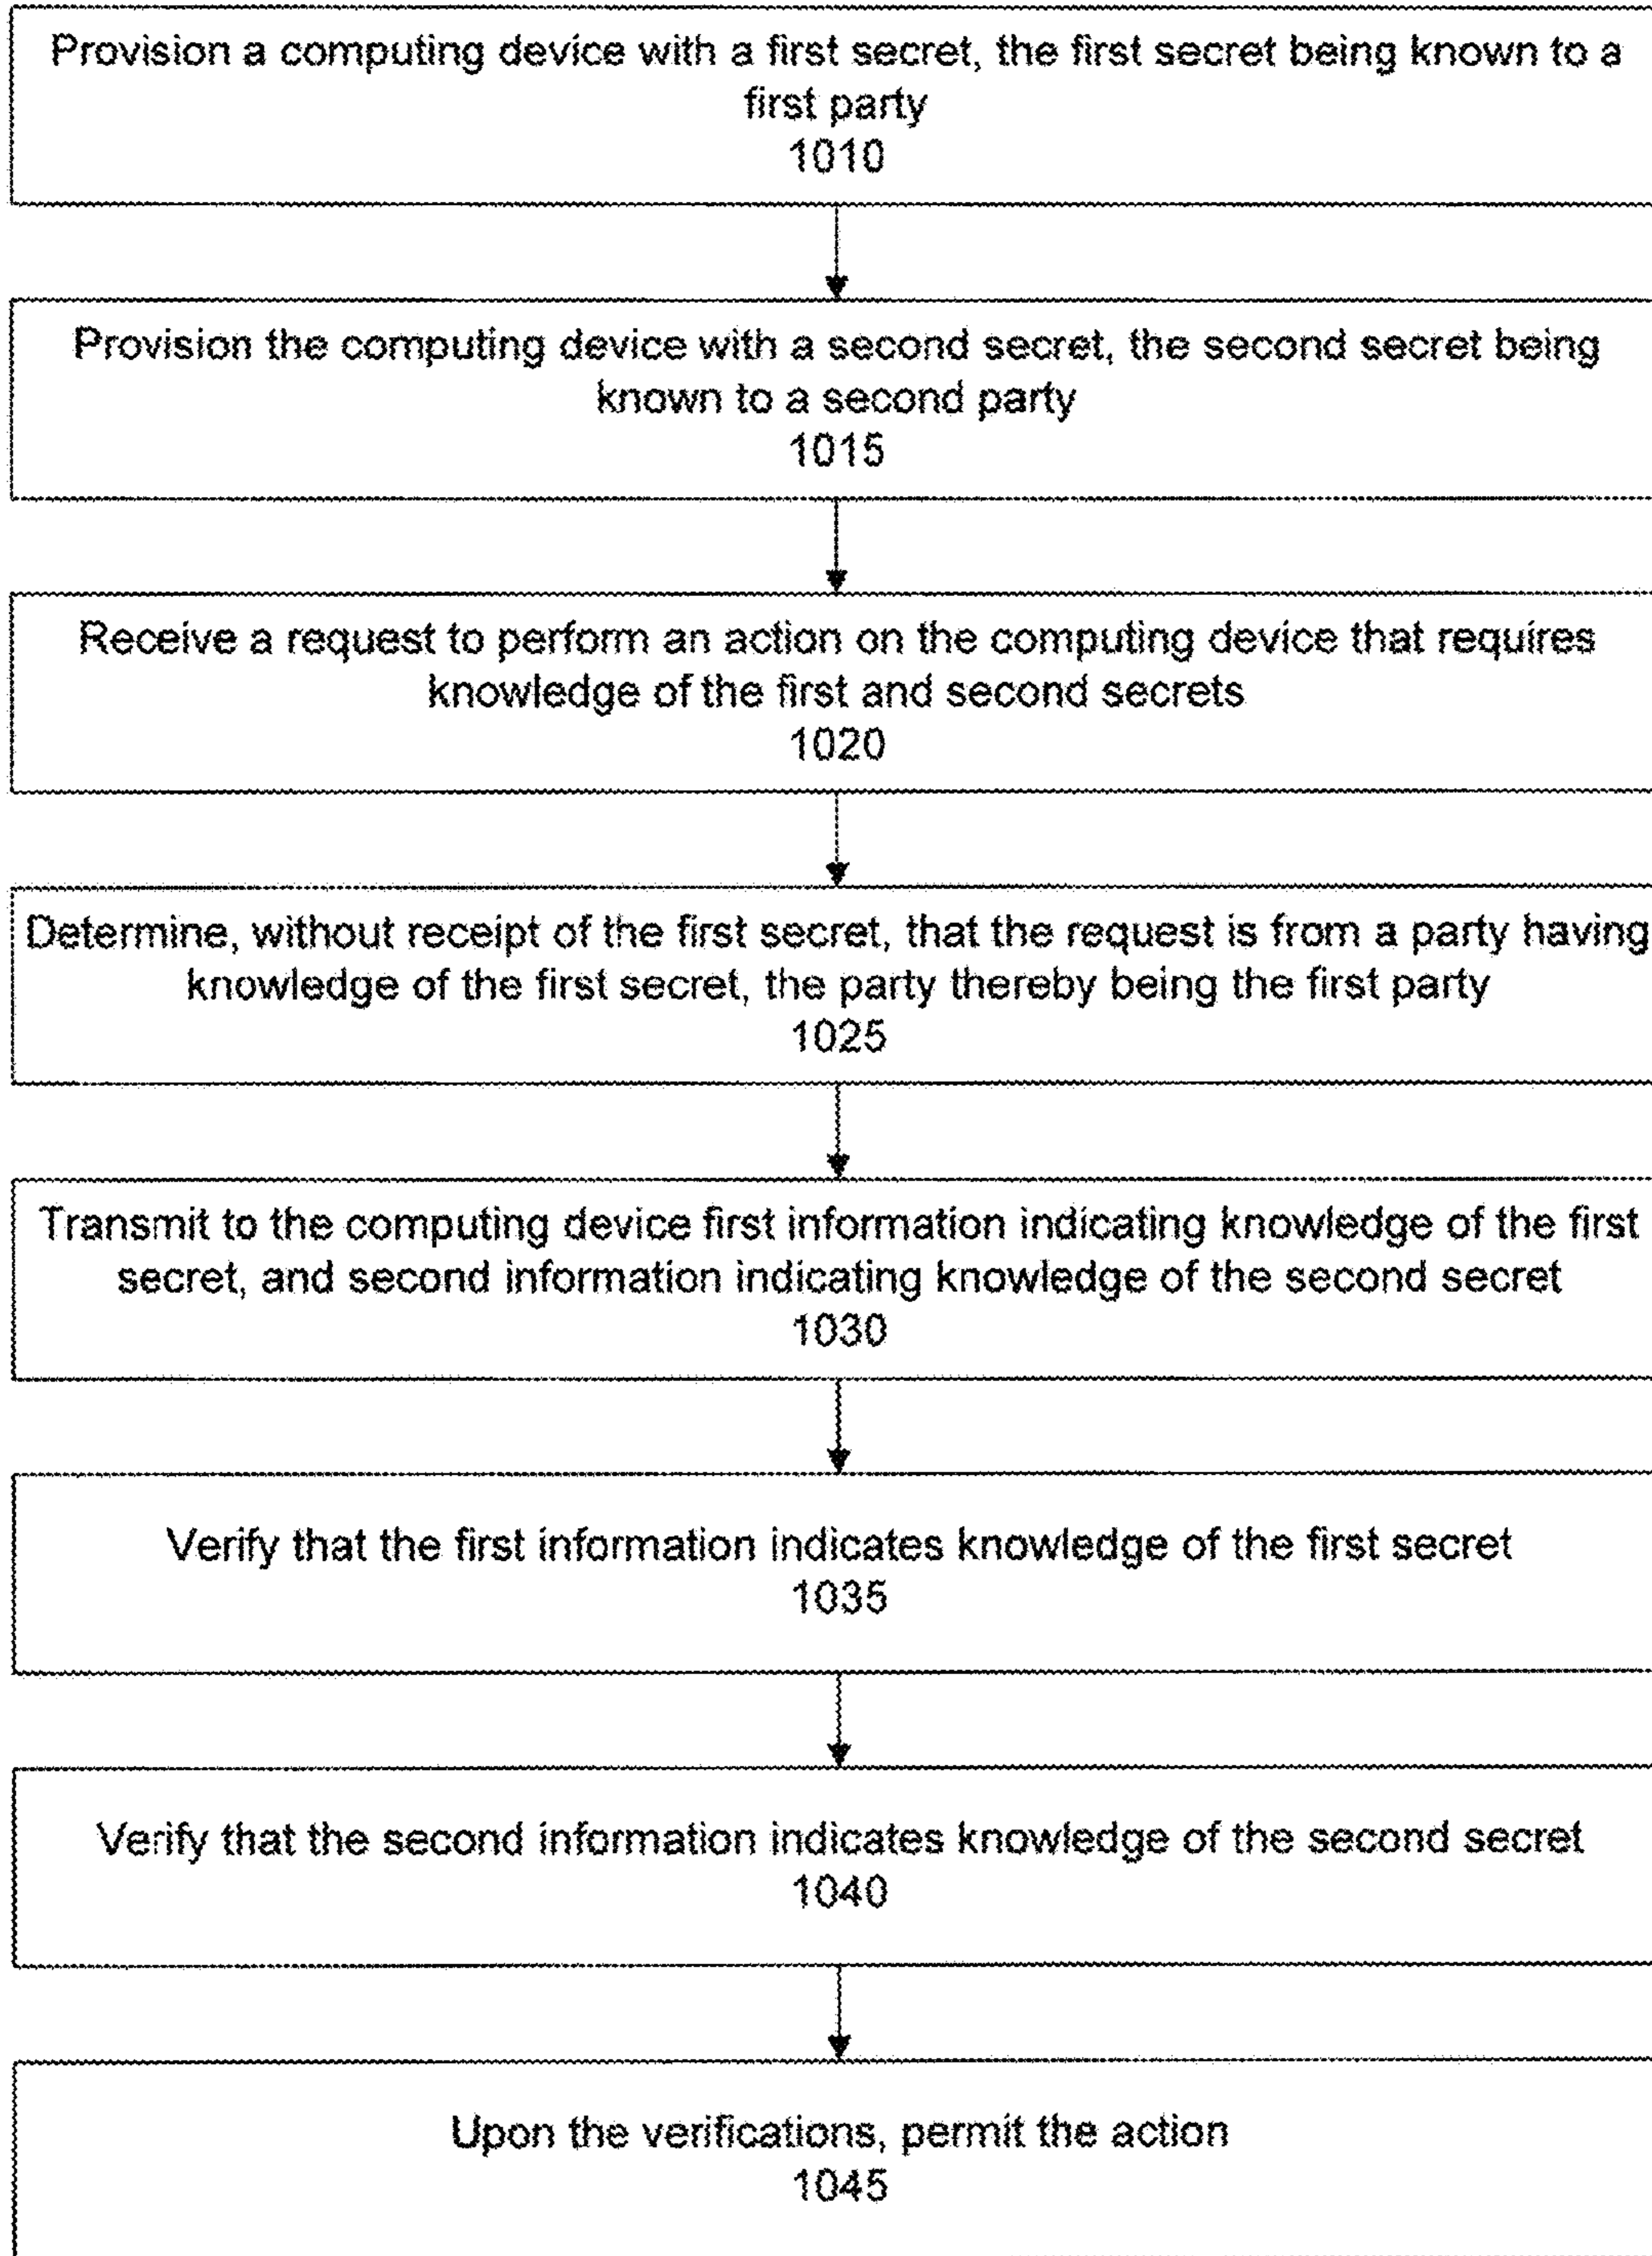 Provision a computing device with a first secret, the first secret being known to a
first party
1010
Provision the computing device with a second secret, the second secret being
known to a second party
1015
Receive a request to perform an action on the computing device that requires
knowledge of the first and second secrets
1020
Determine, without receipt of the first secret, that the request is from a party having
knowledge of the first secret, the party thereby being the first party
1025
Transmit to the computing device first information indicating knowledge of the first
secret, and second information indicating knowledge of the second secret
1030
Verify that the first information indicates knowledge of the first secret
1035
Verify that the second information indicates knowledge of the second secret
1040
Upon the verifications, permit the action
1045